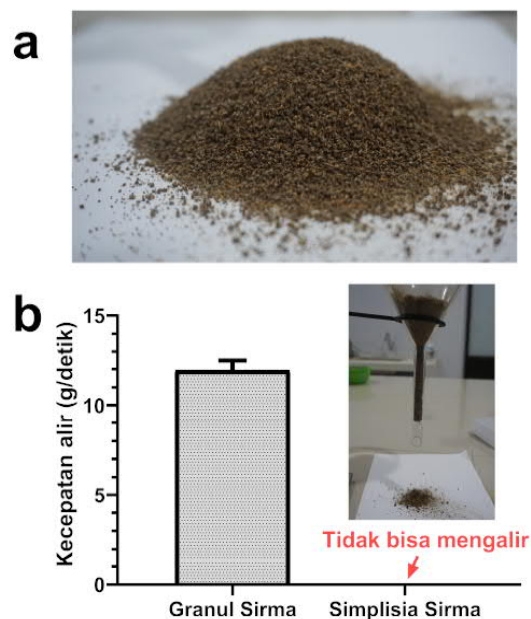 a
b
Kecepatan alir (g/detik)
15
10
5
0
Tidak bisa mengalir
Granul Sirma
Simplisia Sirma